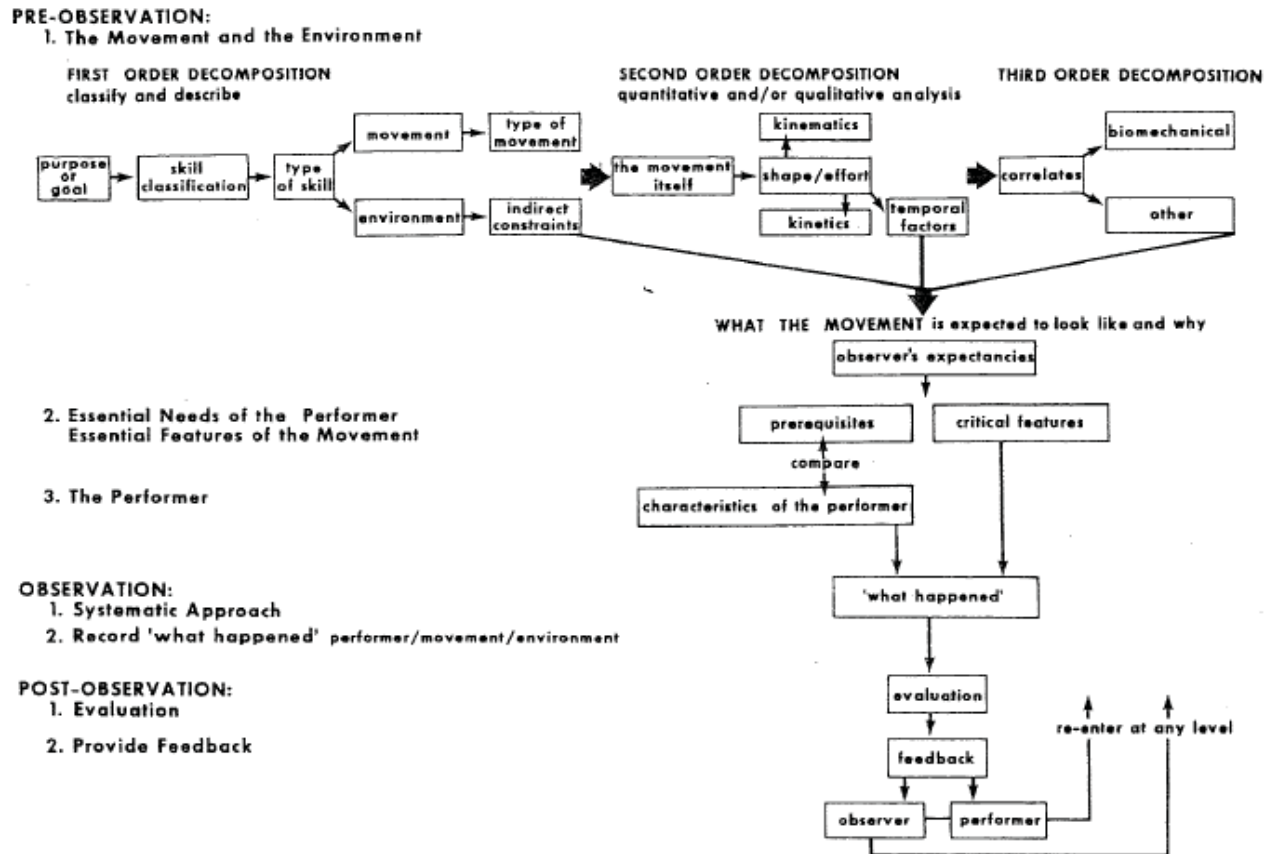 PRE-OBSERVATION:
1. The Movement and the Environment
FIRST ORDER DECOMPOSITION
classify and describe
SECOND ORDER DECOMPOSITION
quantitative and/or qualitative analysis
THIRD ORDER DECOMPOSITION
purpose
or
goal
skill
classification
type
of skill
movement
type of
movement
environment
indirect
constraints
the movement
itself
kinematics
shape/effort
kinetics
temporal
factors
correlates
biomechanical
other
WHAT THE MOVEMENT is expected to look like and why
observer's expectancies
2. Essential Needs of the Performer
Essential Features of the Movement
prerequisites
critical features
compare
3. The Performer
characteristics of the performer
OBSERVATION:
1. Systematic Approach
2. Record 'what happened' performer/movement/environment
'what happened'
POST-OBSERVATION:
1. Evaluation
2. Provide Feedback
evaluation
feedback
re-enter at any level
observer
performer